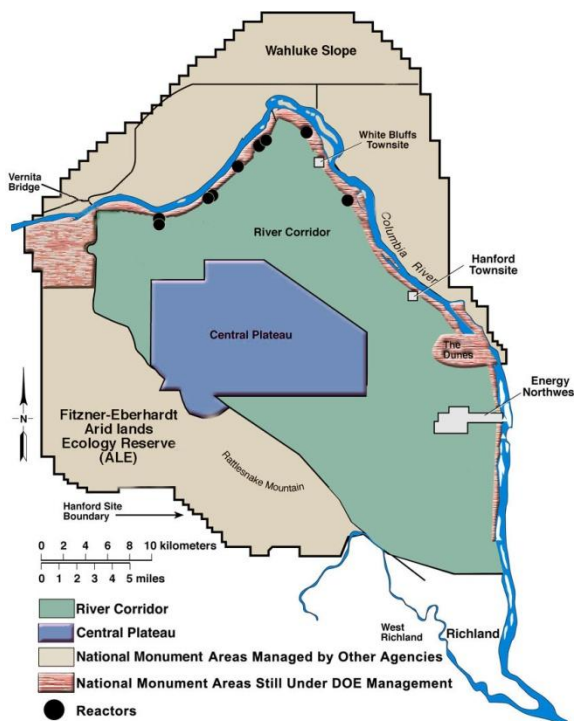 Wahluke Slope
White Bluffs
Townsite
Vernita
Bridge
River Corridor
Columbia River
Hanford
Townsite
Central Plateau
The
Dunes
Energy
Northwes
N
Fitzner-Eberhardt
Arid lands
Ecology Reserve
(ALE)
Rattlesnake Mountain
Hanford Site
Boundary
0 2 4 6 8 10 kilometers
0 1 2 3 4 5 miles
West
Richland
Richland
River Corridor
Central Plateau
National Monument Areas Managed by Other Agencies
National Monument Areas Still Under DOE Management
Reactors